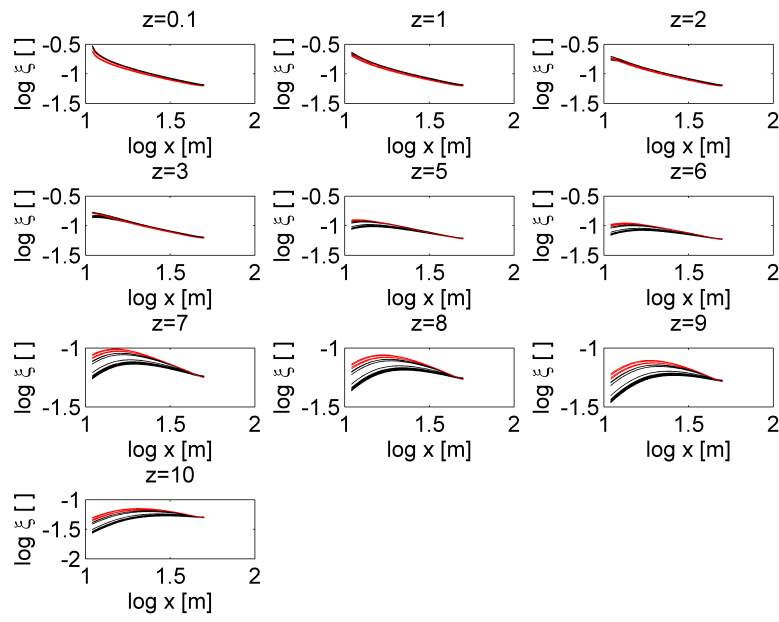 z=0.1 z=1 z=2
-0.5 -0.5 -0.5
log ξ [ ] -1 log ξ [ ] -1 log ξ [ ] -1
-1.5 -1.5 -1.5
1 1.5 2 1 1.5 2 1 1.5 2
log x [m] log x [m] log x [m]
z=3 z=5 z=6
-0.5 -0.5 -0.5
log ξ [ ] -1 log ξ [ ] -1 log ξ [ ] -1
-1.5 -1.5 -1.5
1 1.5 2 1 1.5 2 1 1.5 2
log x [m] log x [m] log x [m]
z=7 z=8 z=9
-1 -1 -1
log ξ [ ] log ξ [ ] log ξ [ ]
-1.5 -1.5 -1.5
1 1.5 2 1 1.5 2 1 1.5 2
log x [m] log x [m] log x [m]
z=10
-1
log ξ [ ] -1.5
-2
1 1.5 2
log x [m]